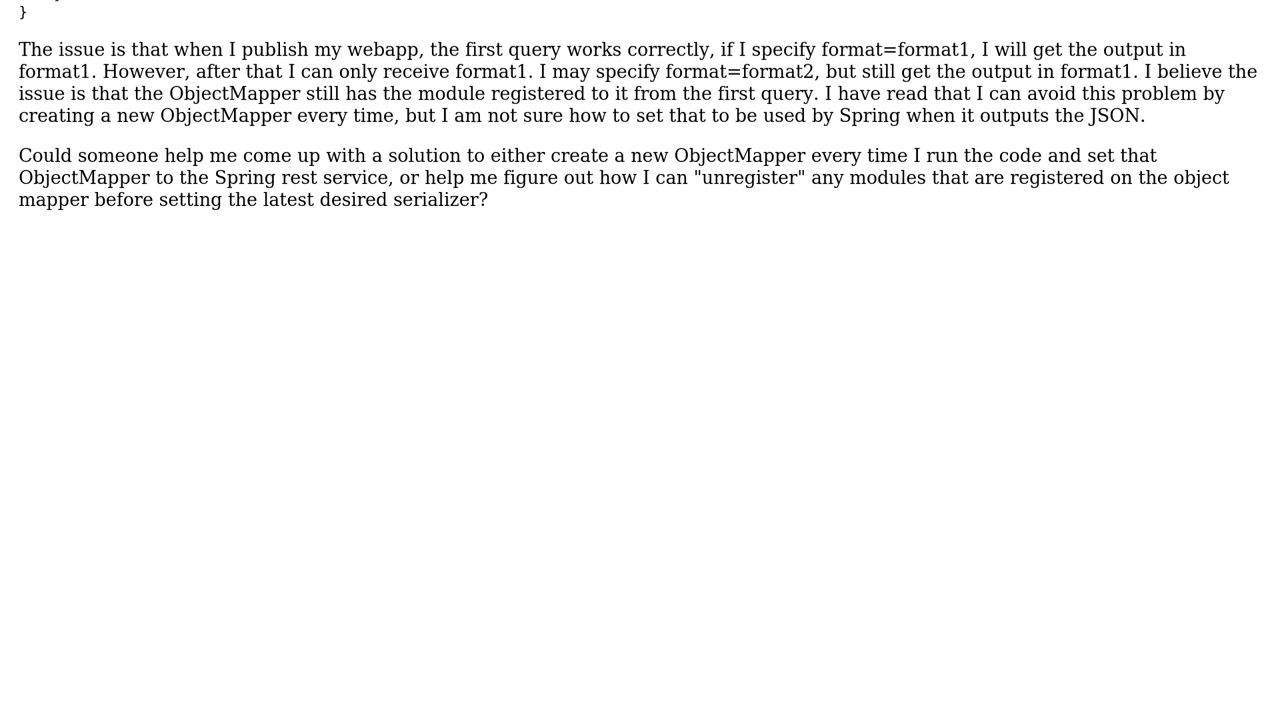 }
The issue is that when I publish my webapp, the first query works correctly, if I specify format=format1, I will get the output in
format1. However, after that I can only receive format1. I may specify format=format2, but still get the output in format1. I believe the
issue is that the ObjectMapper still has the module registered to it from the first query. I have read that I can avoid this problem by
creating a new ObjectMapper every time, but I am not sure how to set that to be used by Spring when it outputs the JSON.
Could someone help me come up with a solution to either create a new ObjectMapper every time I run the code and set that
ObjectMapper to the Spring rest service, or help me figure out how I can "unregister" any modules that are registered on the object
mapper before setting the latest desired serializer?